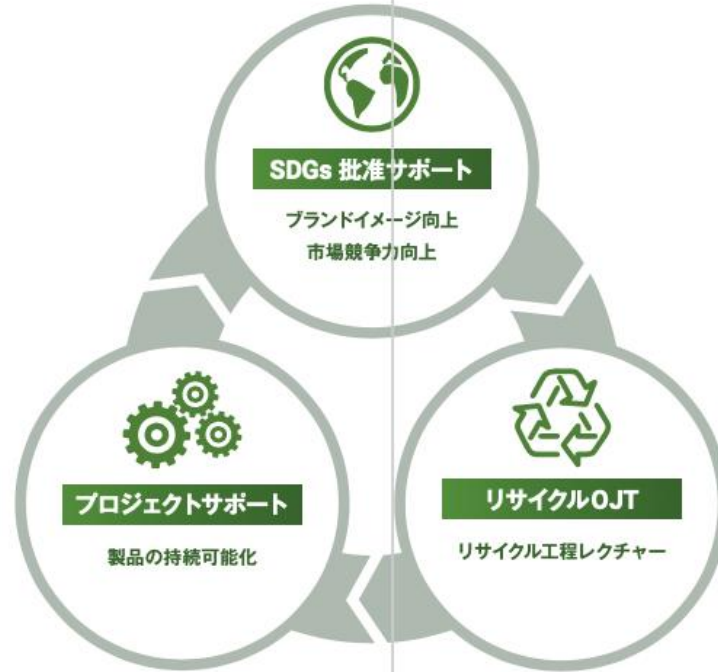 SDGs 批准サポート
ブランドイメージ向上
市場競争力向上
プロジェクトサポート
製品の持続可能化
リサイクルOJT
リサイクル工程レクチャー